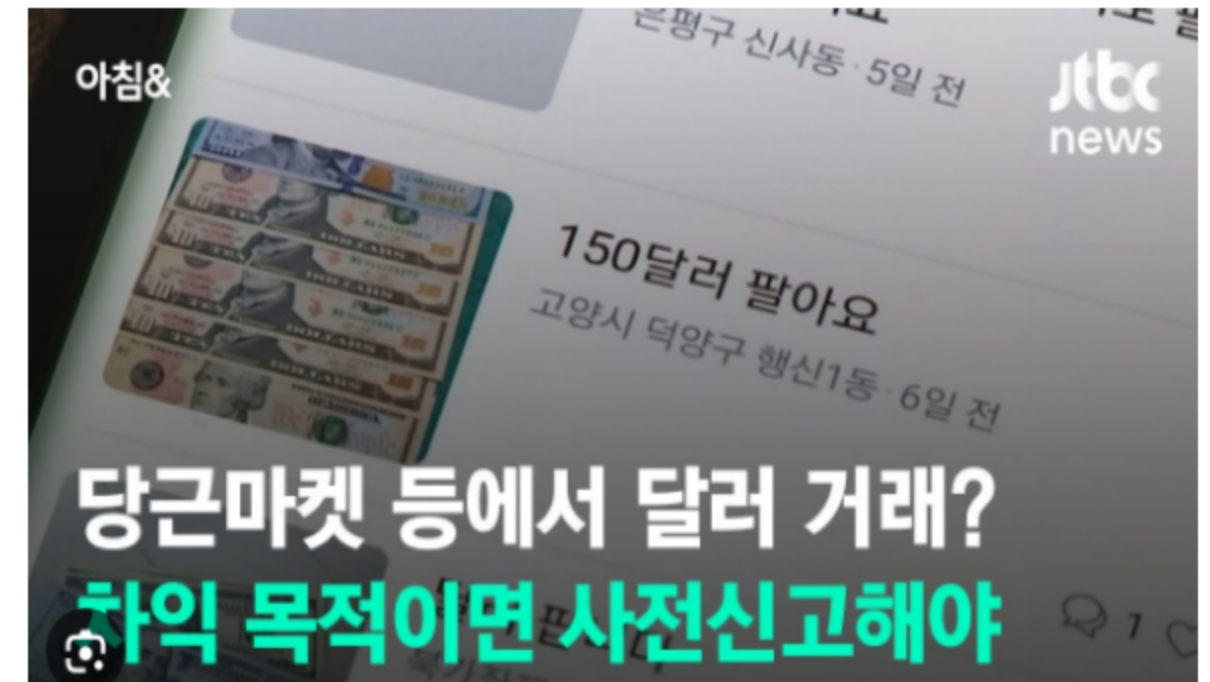 은평구 신사동 · 5일 전
아침&
jtbc
news
150달러 팔아요
고양시 덕양구 행신1동 · 6일 전
당근마켓 등에서 달러 거래?
차익 목적이면 사전신고해야
1